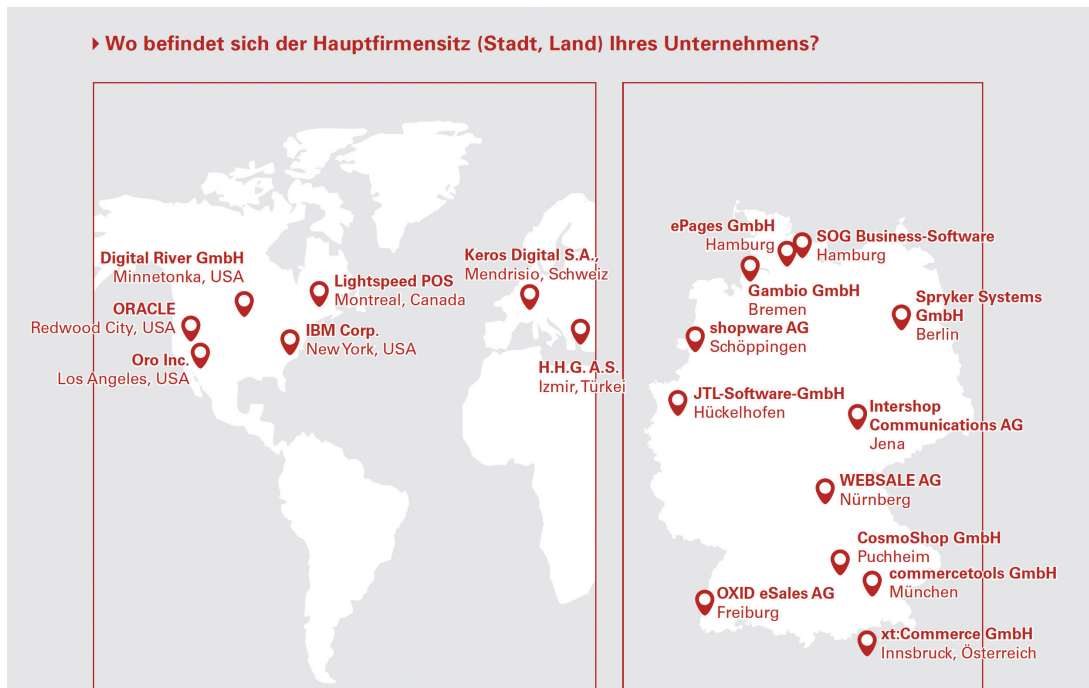 Wo befindet sich der Hauptfirmensitz (Stadt, Land) Ihres Unternehmens?
Digital River GmbH
Minnetonka, USA
ORACLE
Redwood City, USA
Oro Inc.
Los Angeles, USA
Lightspeed POS
Montreal, Canada
IBM Corp.
New York, USA
Keros Digital S.A.,
Mendrisio, Schweiz
H.H.G. A.S.
Izmir, Türkei
ePages GmbH
Hamburg
SOG Business-Software
Hamburg
Gambio GmbH
Bremen
Spryker Systems
GmbH
Berlin
shopware AG
Schöppingen
JTL-Software-GmbH
Hückelhofen
Intershop
Communications AG
Jena
WEBSALE AG
Nürnberg
CosmoShop GmbH
Puchheim
commercetools GmbH
München
OXID eSales AG
Freiburg
xt:Commerce GmbH
Innsbruck, Österreich